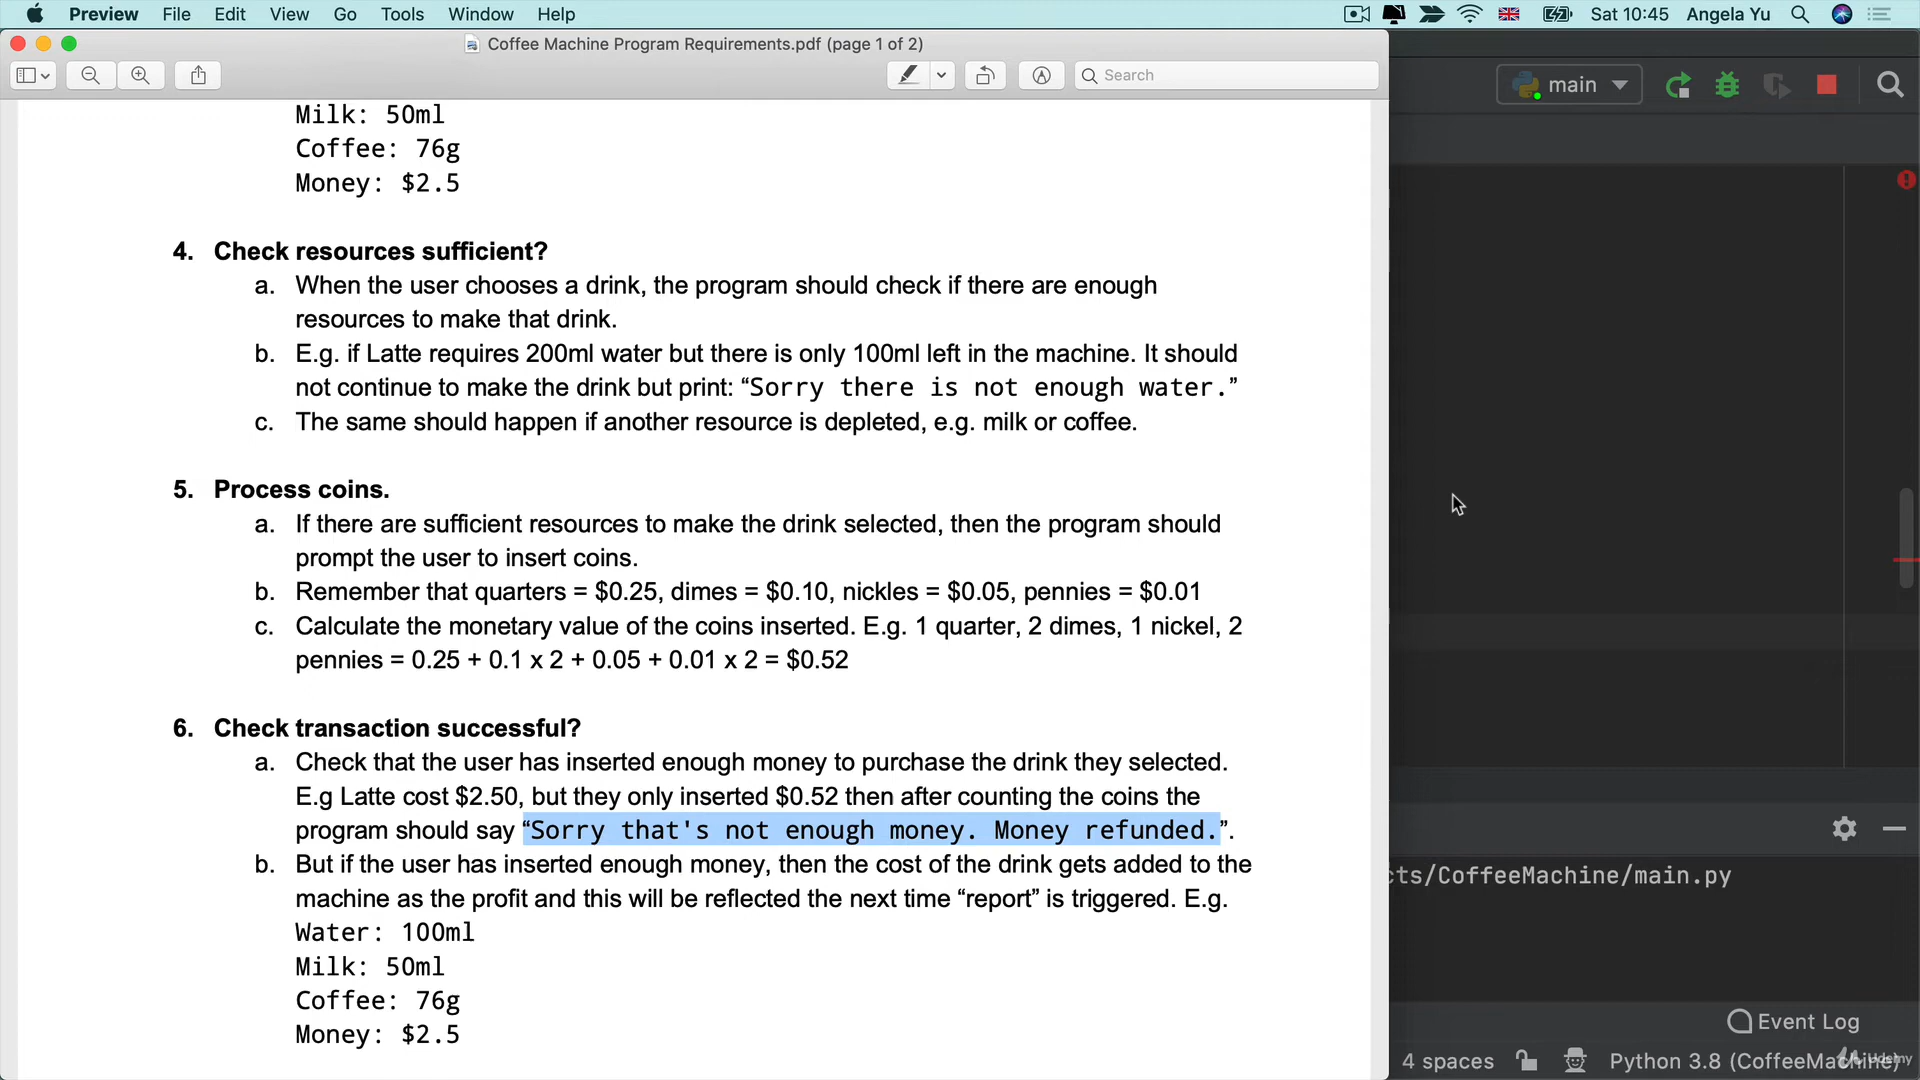 Preview File Edit View Go Tools Window Help Sat 10:45 Angela Yu
Coffee Machine Program Requirements.pdf (page 1 of 2)
Search
main
Milk: 50ml
Coffee: 76g
Money: $2.5
4. Check resources sufficient?
a. When the user chooses a drink, the program should check if there are enough
resources to make that drink.
b. E.g. if Latte requires 200ml water but there is only 100ml left in the machine. It should
not continue to make the drink but print: “Sorry there is not enough water.”
c. The same should happen if another resource is depleted, e.g. milk or coffee.
5. Process coins.
a. If there are sufficient resources to make the drink selected, then the program should
prompt the user to insert coins.
b. Remember that quarters = $0.25, dimes = $0.10, nickles = $0.05, pennies = $0.01
c. Calculate the monetary value of the coins inserted. E.g. 1 quarter, 2 dimes, 1 nickel, 2
pennies = 0.25 + 0.1 x 2 + 0.05 + 0.01 x 2 = $0.52
6. Check transaction successful?
a. Check that the user has inserted enough money to purchase the drink they selected.
E.g Latte cost $2.50, but they only inserted $0.52 then after counting the coins the
program should say “Sorry that's not enough money. Money refunded.”.
b. But if the user has inserted enough money, then the cost of the drink gets added to the
machine as the profit and this will be reflected the next time “report” is triggered. E.g.
Water: 100ml
Milk: 50ml
Coffee: 76g
Money: $2.5
cts/CoffeeMachine/main.py
Event Log
4 spaces Python 3.8 (CoffeeMachine)
Udemy